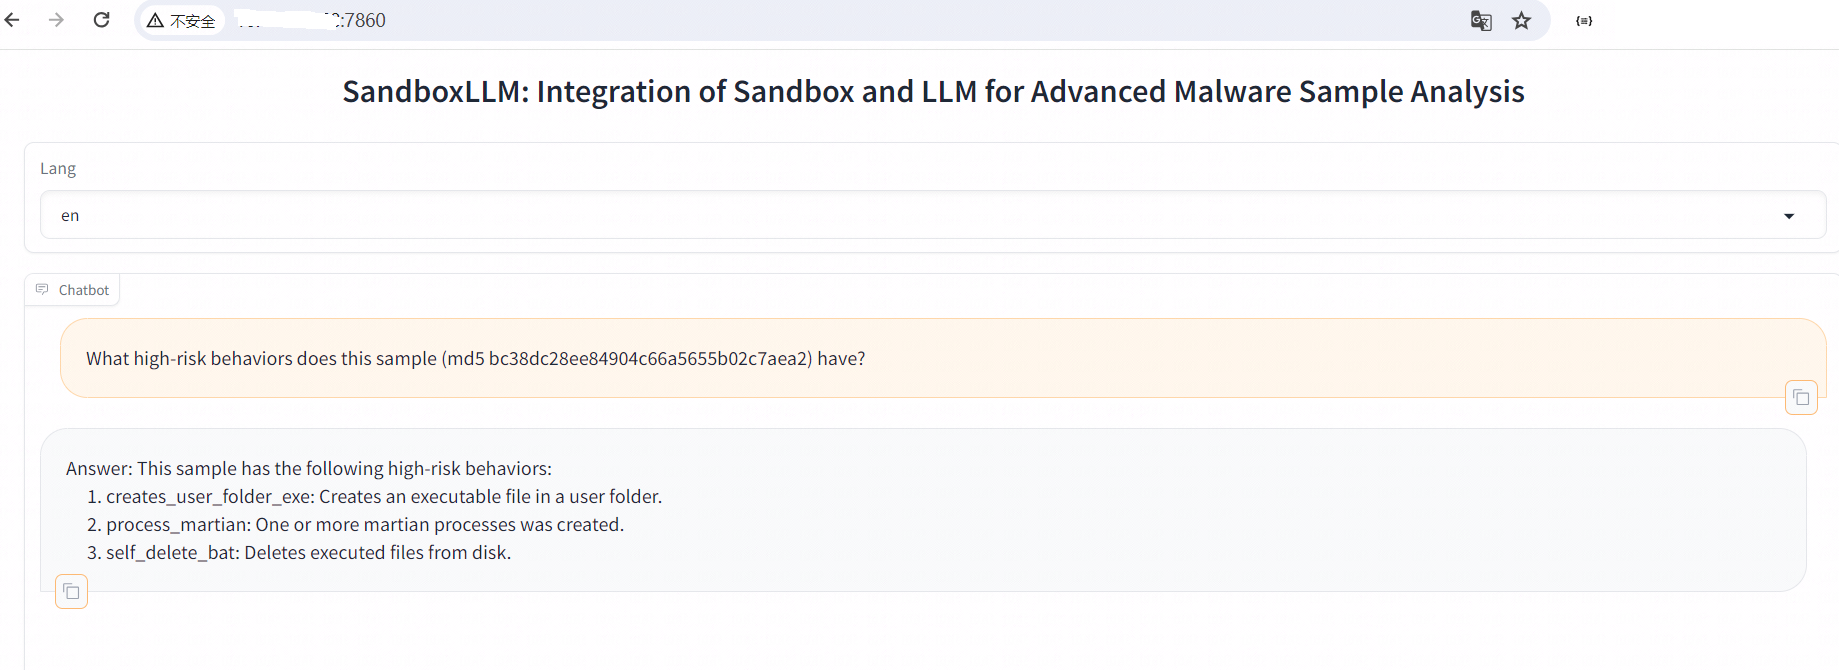 不安全 :7860
SandboxLLM: Integration of Sandbox and LLM for Advanced Malware Sample Analysis
Lang
en
Chatbot
What high-risk behaviors does this sample (md5 bc38dc28ee84904c66a5655b02c7aea2) have?
Answer: This sample has the following high-risk behaviors:
1. creates_user_folder_exe: Creates an executable file in a user folder.
2. process_martian: One or more martian processes was created.
3. self_delete_bat: Deletes executed files from disk.